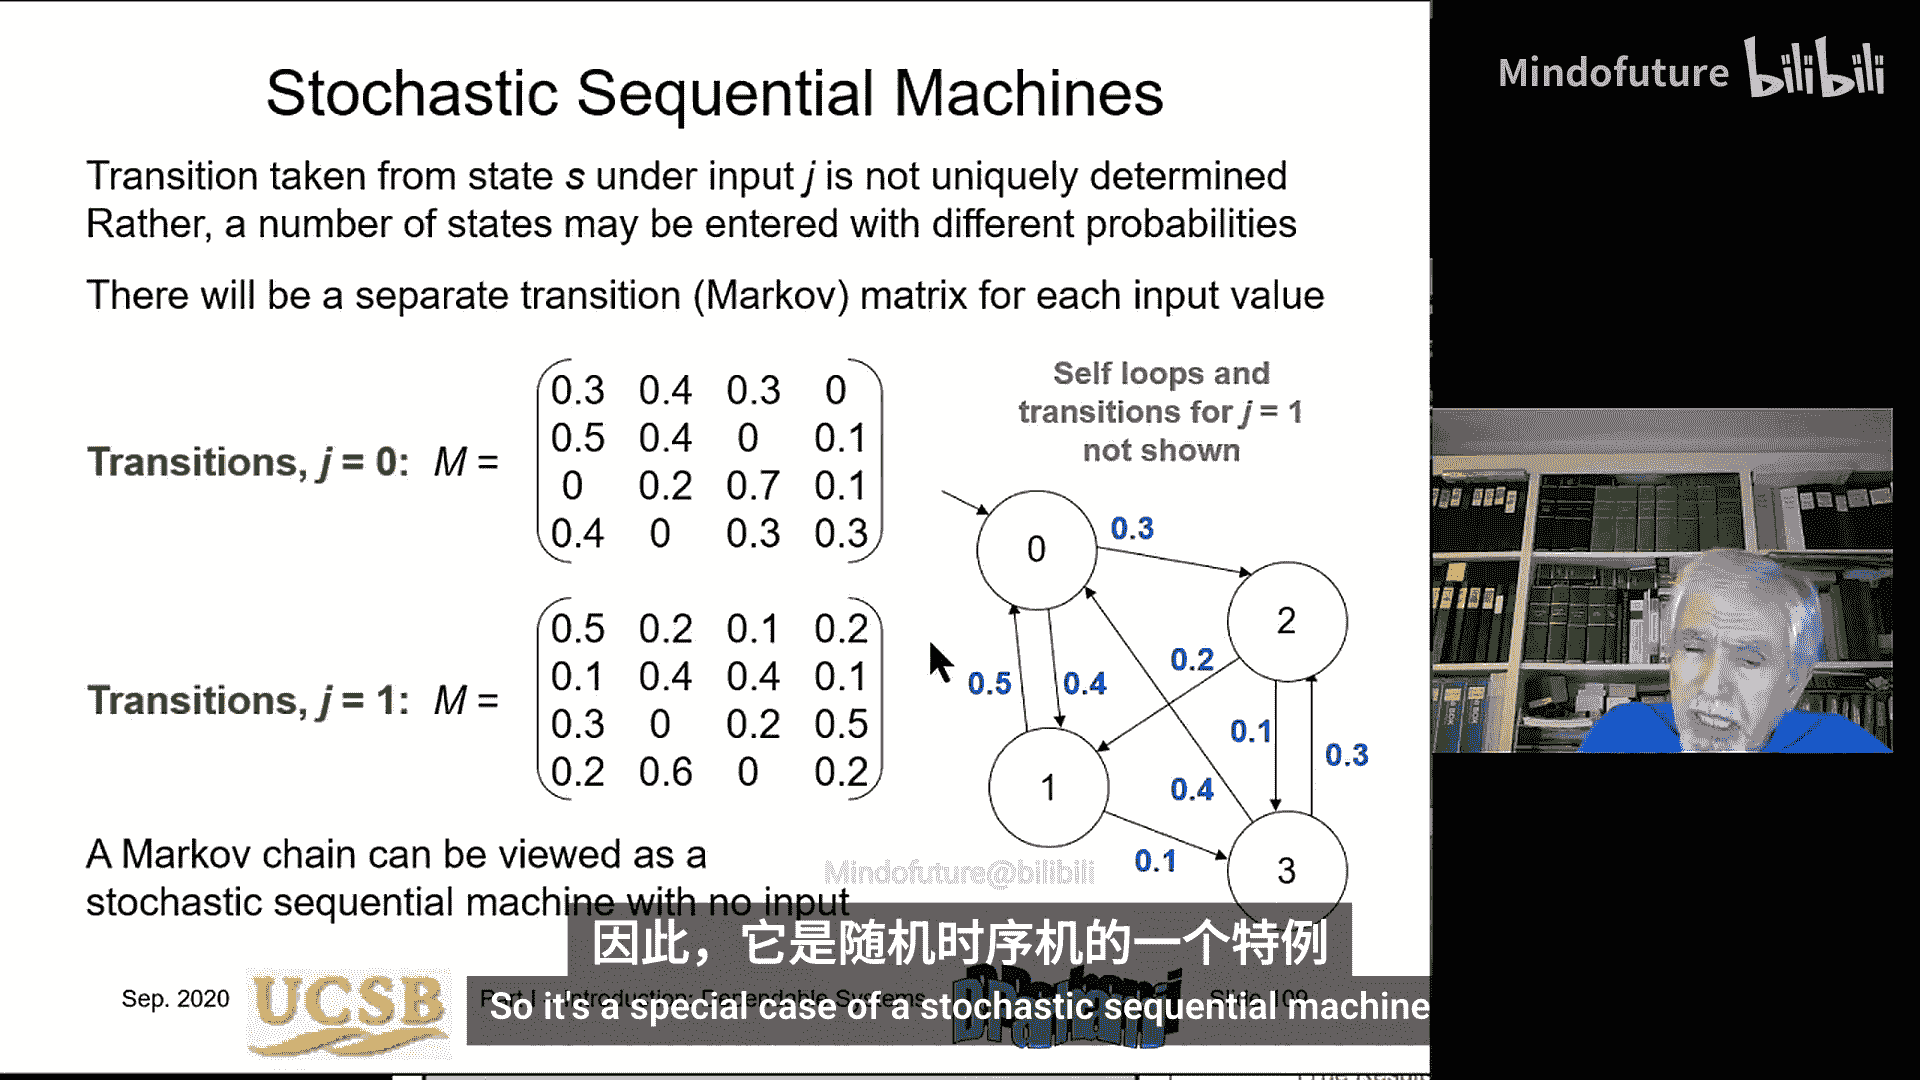 Stochastic Sequential Machines
Transition taken from state s under input j is not uniquely determined
Rather, a number of states may be entered with different probabilities
There will be a separate transition (Markov) matrix for each input value
Transitions, j = 0: M =
0.3 0.4 0.3 0
0.5 0.4 0 0.1
0 0.2 0.7 0.1
0.4 0 0.3 0.3
Transitions, j = 1: M =
0.5 0.2 0.1 0.2
0.1 0.4 0.4 0.1
0.3 0 0.2 0.5
0.2 0.6 0 0.2
Self loops and
transitions for j = 1
not shown
0
0.3
2
0.2
0.5
0.4
0.1
0.3
1
0.4
0.1
3
A Markov chain can be viewed as a
stochastic sequential machine with no input
Mindofuture@bilibili
因此，它是随机时序机的一个特例
So it's a special case of a stochastic sequential machine
Sep. 2020
UCSB
Part I – Introduction: Dependable Systems
Slide 109
Mindofuture bilibili